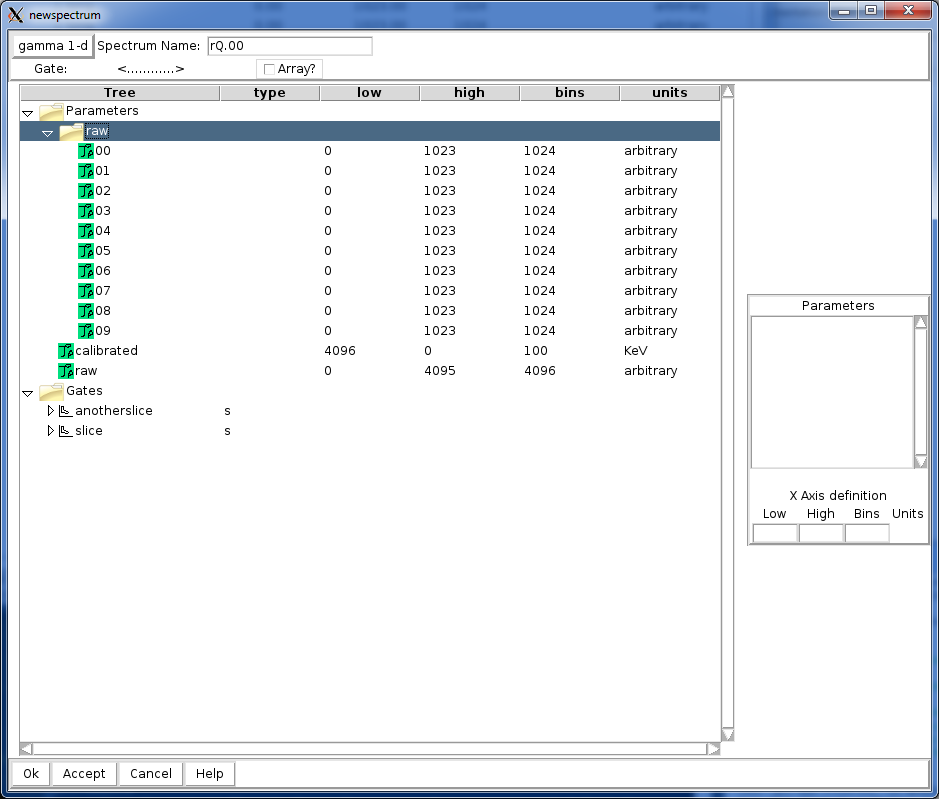 newspectrum
gamma 1-d Spectrum Name: rQ.00
Gate: <............> Array?
Tree type low high bins units
Parameters
raw
00 0 1023 1024 arbitrary
01 0 1023 1024 arbitrary
02 0 1023 1024 arbitrary
03 0 1023 1024 arbitrary
04 0 1023 1024 arbitrary
05 0 1023 1024 arbitrary
06 0 1023 1024 arbitrary
07 0 1023 1024 arbitrary
08 0 1023 1024 arbitrary
09 0 1023 1024 arbitrary
calibrated 4096 0 100 KeV
raw 0 4095 4096 arbitrary
Gates
anotherslice s
slice s
Parameters
X Axis definition
Low High Bins Units
Ok Accept Cancel Help